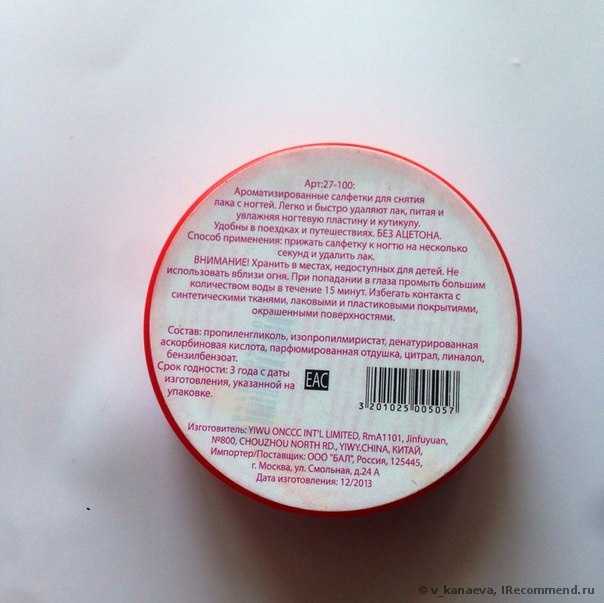 Арт:27-100:
Ароматизированные салфетки для снятия
лака с ногтей. Легко и быстро удаляют лак, питая и
увлажняя ногтевую пластину и кутикулу.
Удобны в поездках и путешествиях. БЕЗ АЦЕТОНА.
Способ применения: прижать салфетку к ногтю на несколько
секунд и удалить лак.
ВНИМАНИЕ! Хранить в местах, недоступных для детей. Не
использовать вблизи огня. При попадании в глаза промыть большим
количеством воды в течение 15 минут. Избегать контакта с
синтетическими тканями, лаковыми и пластиковыми покрытиями,
окрашенными поверхностями.
Состав: пропиленгликоль, изопропилмиристат, денатурированная
аскорбиновая кислота, парфюмированная отдушка, цитрал, линалол,
бензилбензоат.
Срок годности: 3 года с даты
изготовления, указанной на
упаковке.
EAC
3 201025 005057
Изготовитель: YIWU ONCCC INT'L LIMITED, RmA1101, Jinfuyuan,
№800, CHOUZHOU NORTH RD., YIWY.CHINA, КИТАЙ,
Импортер/Поставщик: ООО "БАЛ", Россия, 125445,
г. Москва, ул. Смольная, д.24 А
Дата изготовления: 12/2013
© v_kanaeva, IRecommend.ru